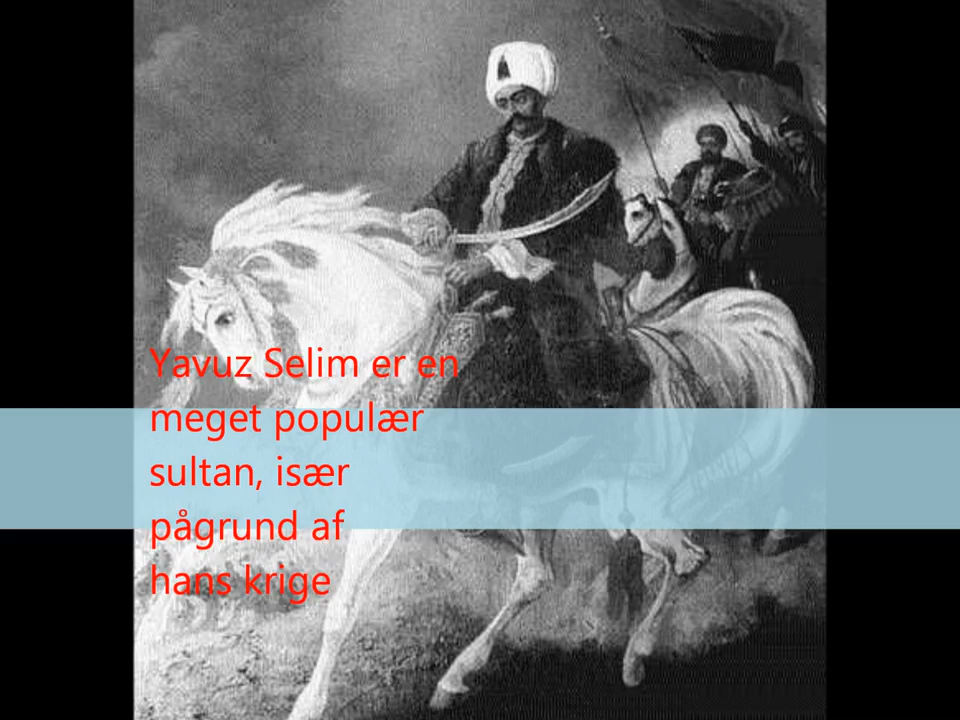 Yavuz Selim er en
meget populær
sultan, især
pågrund af
hans krige